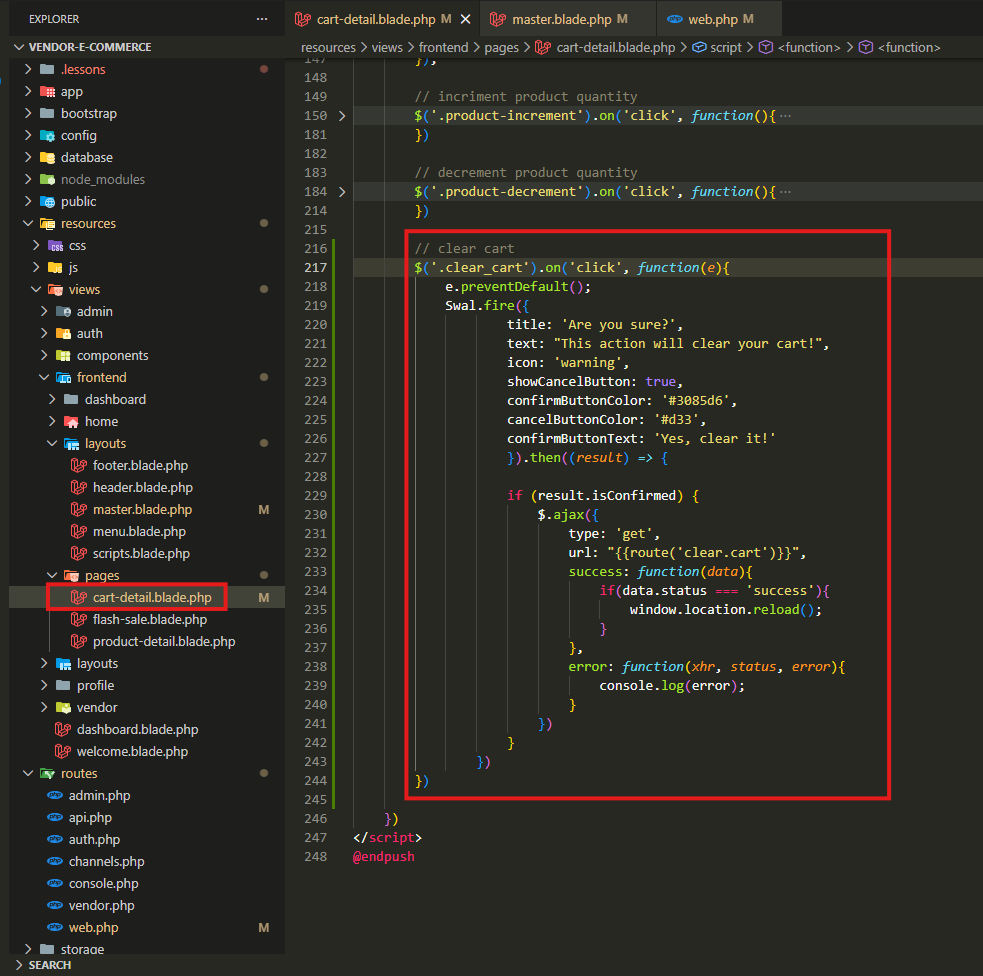 EXPLORER
···
VENDOR-E-COMMERCE
.lessons
app
bootstrap
config
database
node_modules
public
resources
css
js
views
admin
auth
components
frontend
dashboard
home
layouts
footer.blade.php
header.blade.php
master.blade.php M
menu.blade.php
scripts.blade.php
pages
cart-detail.blade.php M
flash-sale.blade.php
product-detail.blade.php
layouts
profile
vendor
dashboard.blade.php
welcome.blade.php
routes
admin.php
api.php
auth.php
channels.php
console.php
vendor.php
web.php M
storage
SEARCH
cart-detail.blade.php M × master.blade.php M web.php M
resources > views > frontend > pages > cart-detail.blade.php > script > <function> > <function>
147 });
148
149 // incriment product quantity
150 $('.product-increment').on('click', function(){ ···
181 })
182
183 // decrement product quantity
184 $('.product-decrement').on('click', function(){ ···
214 })
215
216 // clear cart
217 $('.clear_cart').on('click', function(e){
218 e.preventDefault();
219 Swal.fire({
220 title: 'Are you sure?',
221 text: "This action will clear your cart!",
222 icon: 'warning',
223 showCancelButton: true,
224 confirmButtonColor: '#3085d6',
225 cancelButtonColor: '#d33',
226 confirmButtonText: 'Yes, clear it!'
227 }).then((result) => {
228
229 if (result.isConfirmed) {
230 $.ajax({
231 type: 'get',
232 url: "{{route('clear.cart')}}",
233 success: function(data){
234 if(data.status === 'success'){
235 window.location.reload();
236 }
237 },
238 error: function(xhr, status, error){
239 console.log(error);
240 }
241 })
242 }
243 })
244 })
245
246 })
247 </script>
248 @endpush